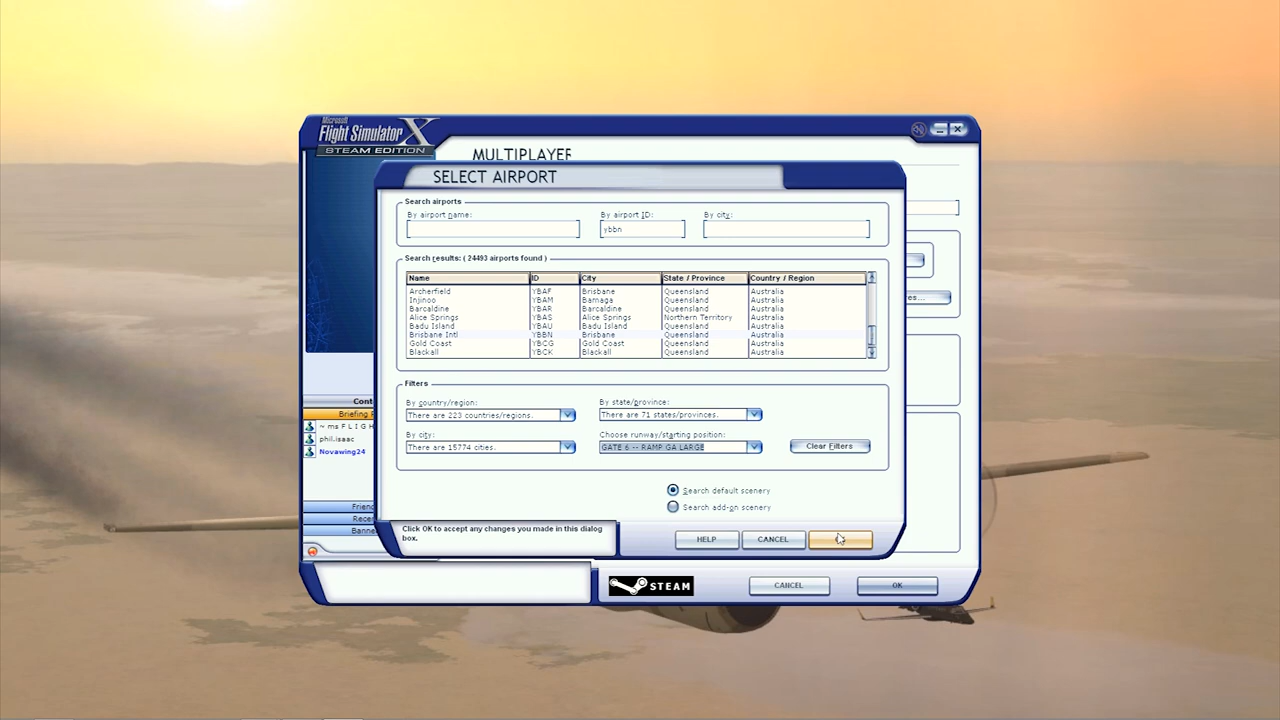 Microsoft
Flight Simulator X
STEAM EDITION
MULTIPLAYER
SELECT AIRPORT
Search airports
By airport name:
By airport ID:
By city:
ybbn
Search results: ( 24493 airports found )
Name ID City State / Province Country / Region
Archerfield YBAF Brisbane Queensland Australia
Injinoo YBAM Bamaga Queensland Australia
Barcaldine YBAR Barcaldine Queensland Australia
Alice Springs YBAS Alice Springs Northern Territory Australia
Badu Island YBAU Badu Island Queensland Australia
Brisbane Intl YBBN Brisbane Queensland Australia
Gold Coast YBCG Gold Coast Queensland Australia
Blackall YBCK Blackall Queensland Australia
Filters
By country/region:
By state/province:
There are 223 countries/regions.
There are 71 states/provinces.
By city:
Choose runway/starting position:
There are 15774 cities.
GATE 6 -- RAMP GA LARGE
Clear Filters
Search default scenery
Search add-on scenery
Click OK to accept any changes you made in this dialog
box.
HELP
CANCEL
Cont
Briefing
~ ms F L I G H
phil.isaac
Novawing24
Friend
Rece
Banne
es...
STEAM
CANCEL
OK